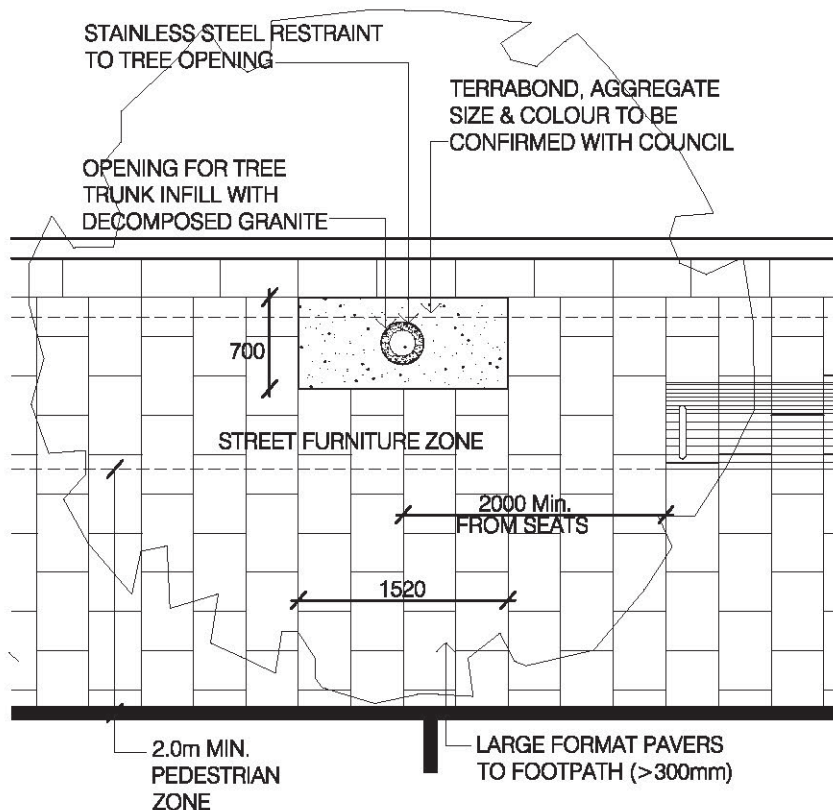 STAINLESS STEEL RESTRAINT
TO TREE OPENING
TERRABOND, AGGREGATE
SIZE & COLOUR TO BE
CONFIRMED WITH COUNCIL
OPENING FOR TREE
TRUNK INFILL WITH
DECOMPOSED GRANITE
700
STREET FURNITURE ZONE
2000 Min.
FROM SEATS
1520
2.0m MIN.
PEDESTRIAN
ZONE
LARGE FORMAT PAVERS
TO FOOTPATH (>300mm)